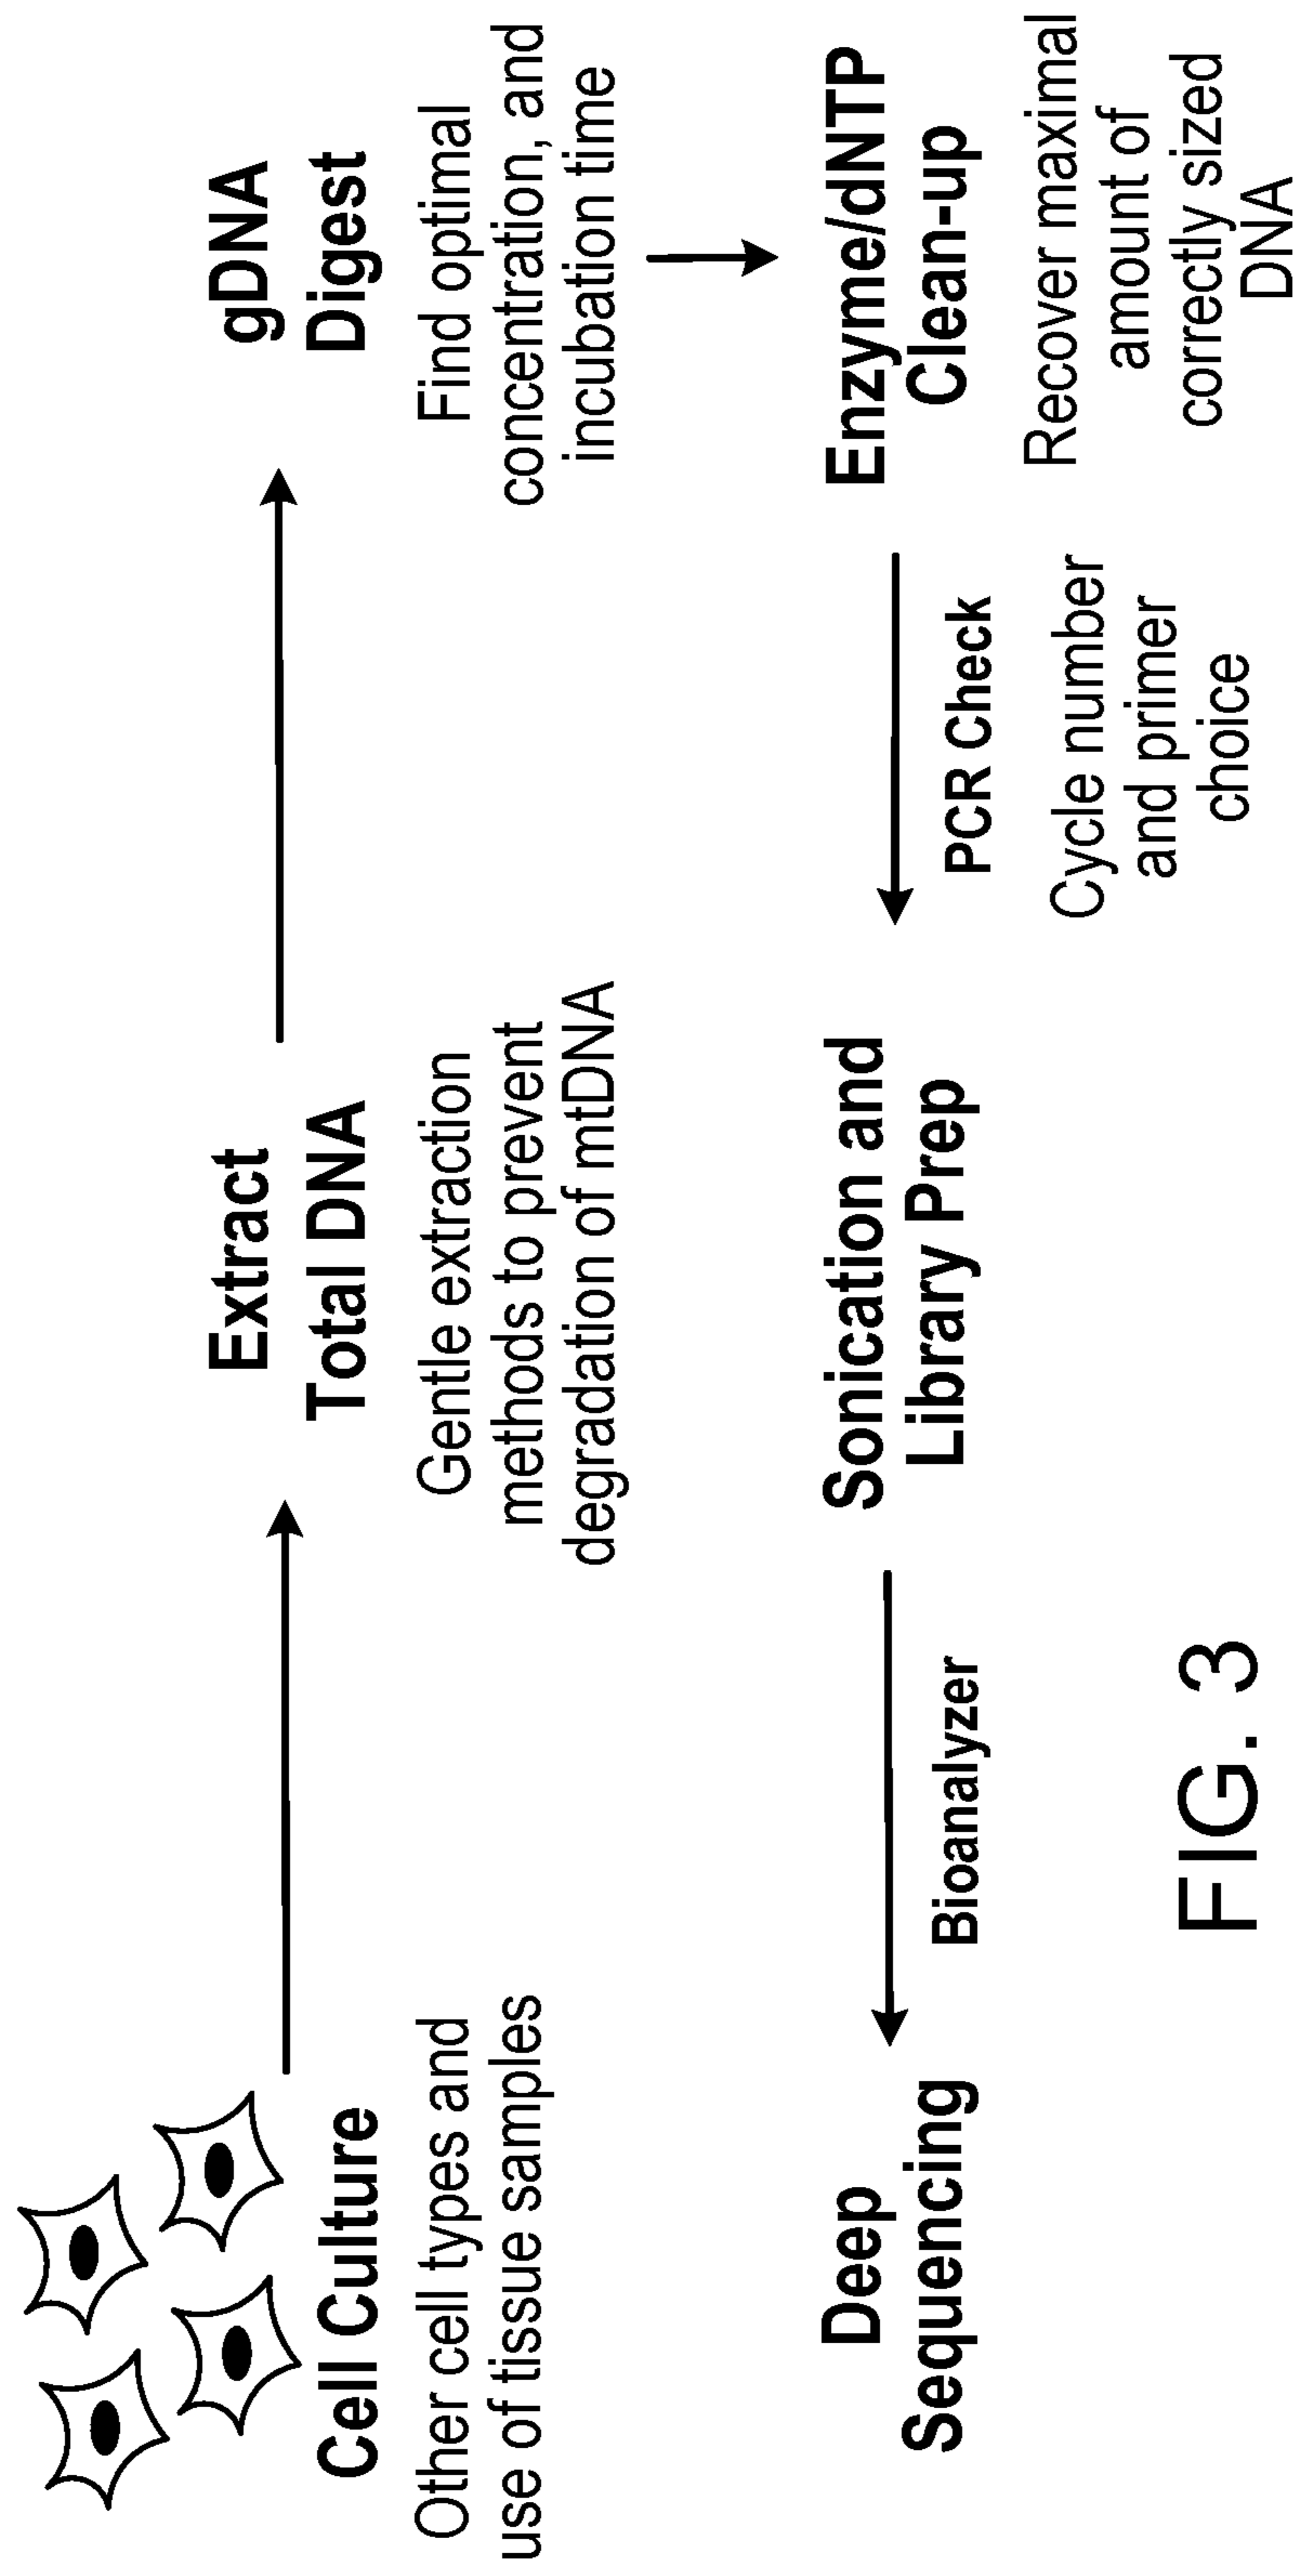 Cell Culture
Other cell types and
use of tissue samples
Extract
Total DNA
Gentle extraction
methods to prevent
degradation of mtDNA
gDNA
Digest
Find optimal
concentration, and
incubation time
Enzyme/dNTP
Clean-up
Recover maximal
amount of
correctly sized
DNA
PCR Check
Cycle number
and primer
choice
Sonication and
Library Prep
Bioanalyzer
Deep
Sequencing
FIG. 3